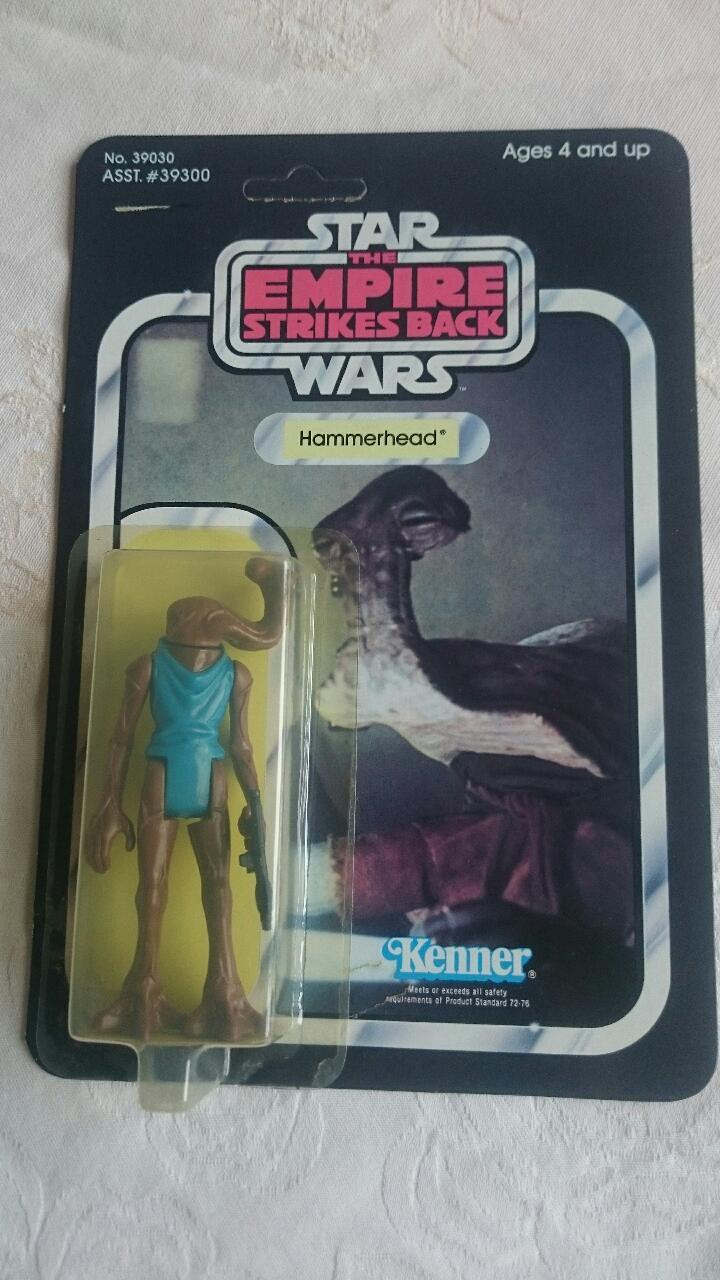 No. 39030
ASST. #39300
Ages 4 and up
STAR
THE
EMPIRE
STRIKES BACK
WARS™
Hammerhead®
Kenner®
Meets or exceeds all safety
requirements of Product Standard 72-76